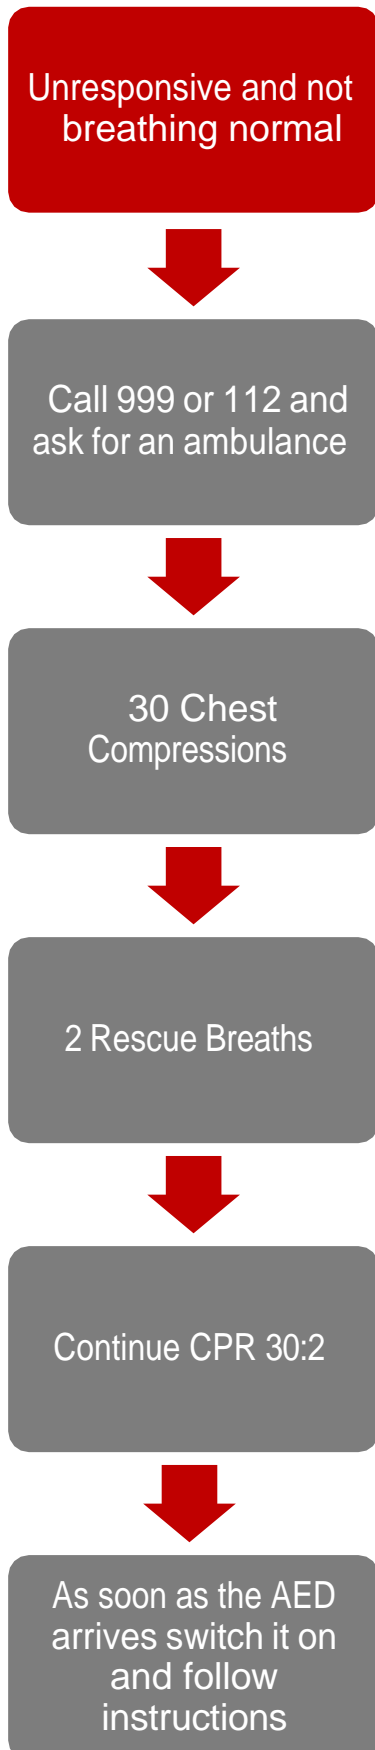 Unresponsive and not
breathing normal
Call 999 or 112 and
ask for an ambulance
30 Chest
Compressions
2 Rescue Breaths
Continue CPR 30:2
As soon as the AED
arrives switch it on
and follow
instructions